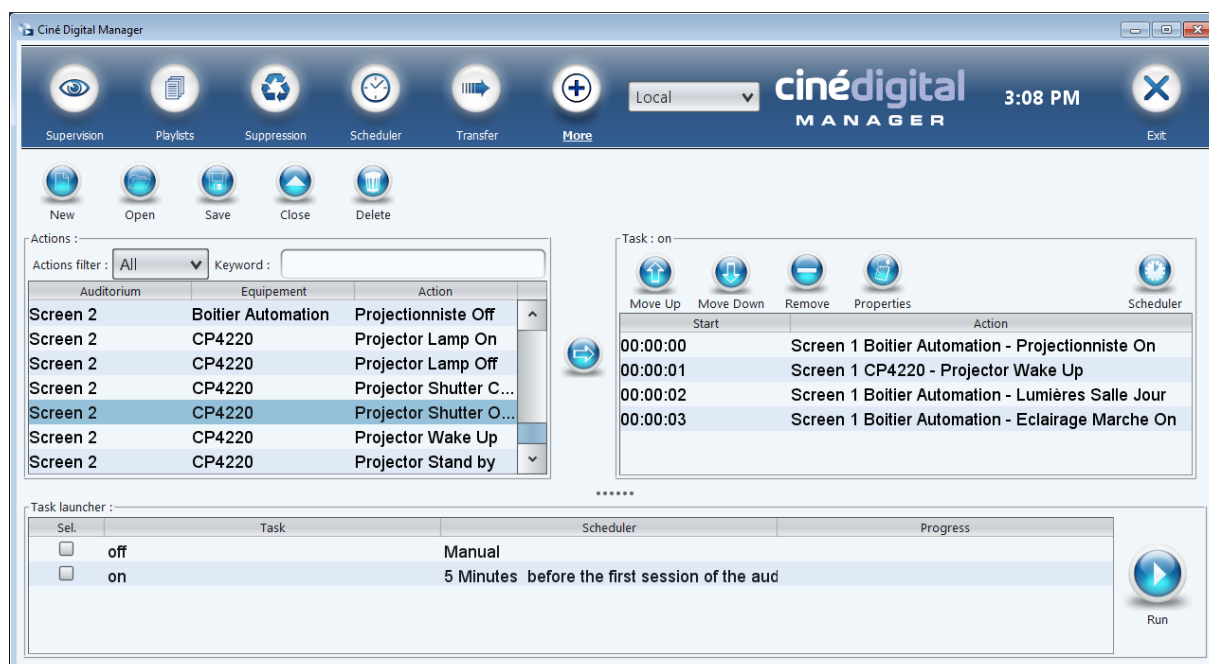 Ciné Digital Manager
Supervision Playlists Suppression Scheduler Transfer More
Local
cinédigital
MANAGER
3:08 PM
Exit
New Open Save Close Delete
Actions :
Actions filter : All Keyword :
Auditorium Equipement Action
Screen 2 Boitier Automation Projectionniste Off
Screen 2 CP4220 Projector Lamp On
Screen 2 CP4220 Projector Lamp Off
Screen 2 CP4220 Projector Shutter C...
Screen 2 CP4220 Projector Shutter O...
Screen 2 CP4220 Projector Wake Up
Screen 2 CP4220 Projector Stand by
Task : on
Move Up Move Down Remove Properties Scheduler
Start Action
00:00:00 Screen 1 Boitier Automation - Projectionniste On
00:00:01 Screen 1 CP4220 - Projector Wake Up
00:00:02 Screen 1 Boitier Automation - Lumières Salle Jour
00:00:03 Screen 1 Boitier Automation - Eclairage Marche On
Task launcher :
Sel. Task Scheduler Progress
off Manual
on 5 Minutes before the first session of the aud
Run